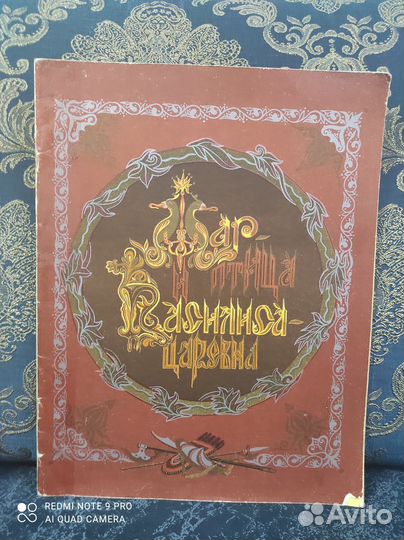 Жар-
птица
и
Василиса-
царевна
REDMI NOTE 9 PRO
AI QUAD CAMERA
Avito